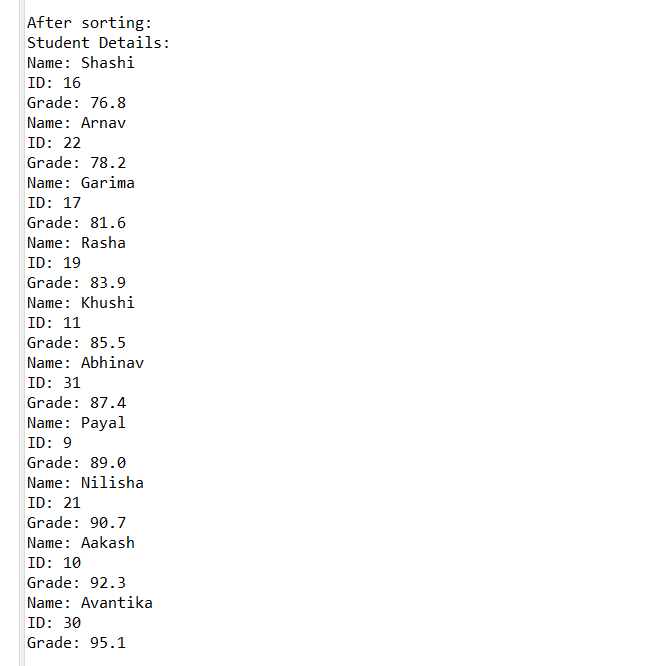 After sorting:
Student Details:
Name: Shashi
ID: 16
Grade: 76.8
Name: Arnav
ID: 22
Grade: 78.2
Name: Garima
ID: 17
Grade: 81.6
Name: Rasha
ID: 19
Grade: 83.9
Name: Khushi
ID: 11
Grade: 85.5
Name: Abhinav
ID: 31
Grade: 87.4
Name: Payal
ID: 9
Grade: 89.0
Name: Nilisha
ID: 21
Grade: 90.7
Name: Aakash
ID: 10
Grade: 92.3
Name: Avantika
ID: 30
Grade: 95.1